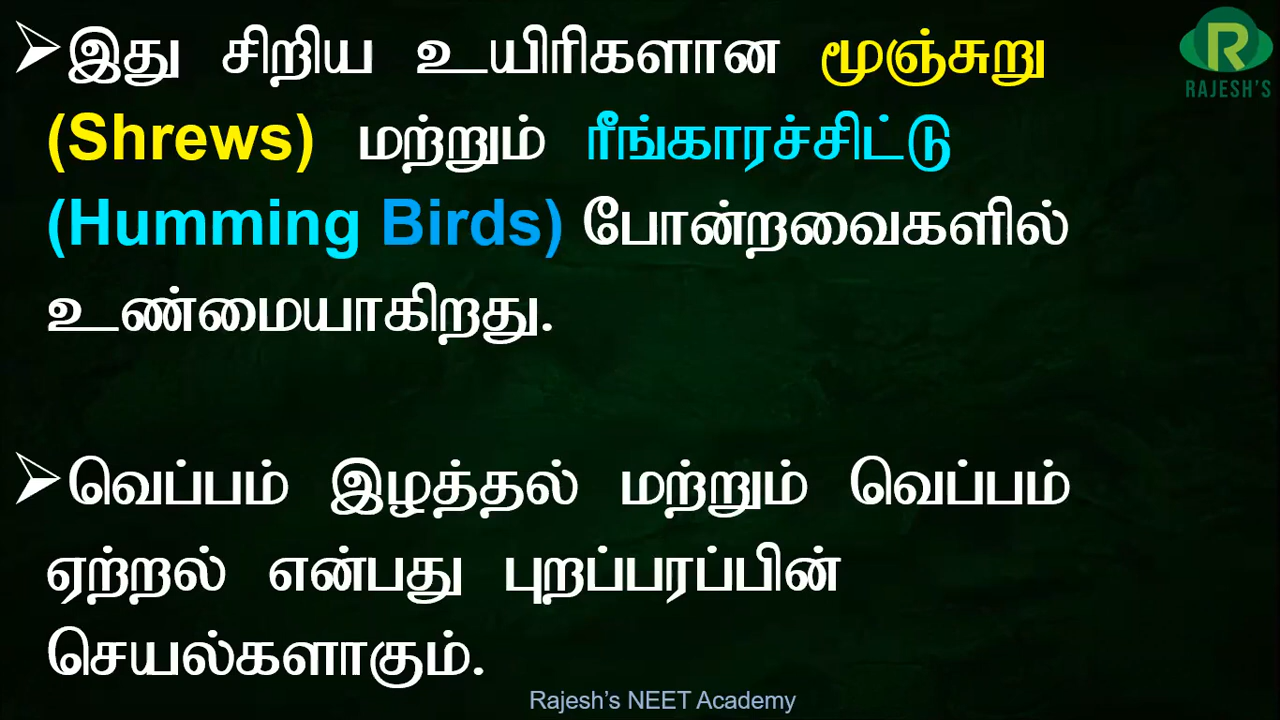 ➢இது சிறிய உயிரிகளான மூஞ்சுறு
(Shrews) மற்றும் ரீங்காரச்சிட்டு
(Humming Birds) போன்றவைகளில்
உண்மையாகிறது.
➢வெப்பம் இழத்தல் மற்றும் வெப்பம்
ஏற்றல் என்பது புறப்பரப்பின்
செயல்களாகும்.
R
RAJESH'S
Rajesh's NEET Academy